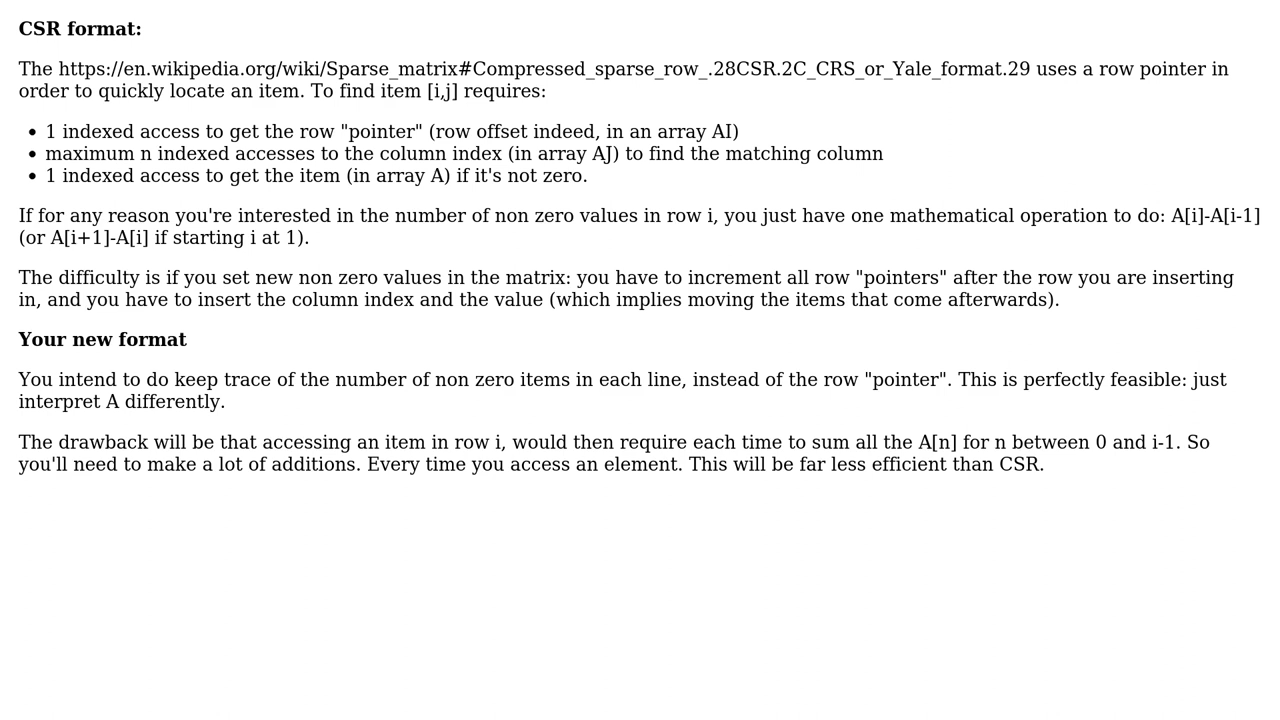 CSR format:
The https://en.wikipedia.org/wiki/Sparse_matrix#Compressed_sparse_row_.28CSR.2C_CRS_or_Yale_format.29 uses a row pointer in
order to quickly locate an item. To find item [i,j] requires:
• 1 indexed access to get the row "pointer" (row offset indeed, in an array AI)
• maximum n indexed accesses to the column index (in array AJ) to find the matching column
• 1 indexed access to get the item (in array A) if it's not zero.
If for any reason you're interested in the number of non zero values in row i, you just have one mathematical operation to do: A[i]-A[i-1]
(or A[i+1]-A[i] if starting i at 1).
The difficulty is if you set new non zero values in the matrix: you have to increment all row "pointers" after the row you are inserting
in, and you have to insert the column index and the value (which implies moving the items that come afterwards).
Your new format
You intend to do keep trace of the number of non zero items in each line, instead of the row "pointer". This is perfectly feasible: just
interpret A differently.
The drawback will be that accessing an item in row i, would then require each time to sum all the A[n] for n between 0 and i-1. So
you'll need to make a lot of additions. Every time you access an element. This will be far less efficient than CSR.